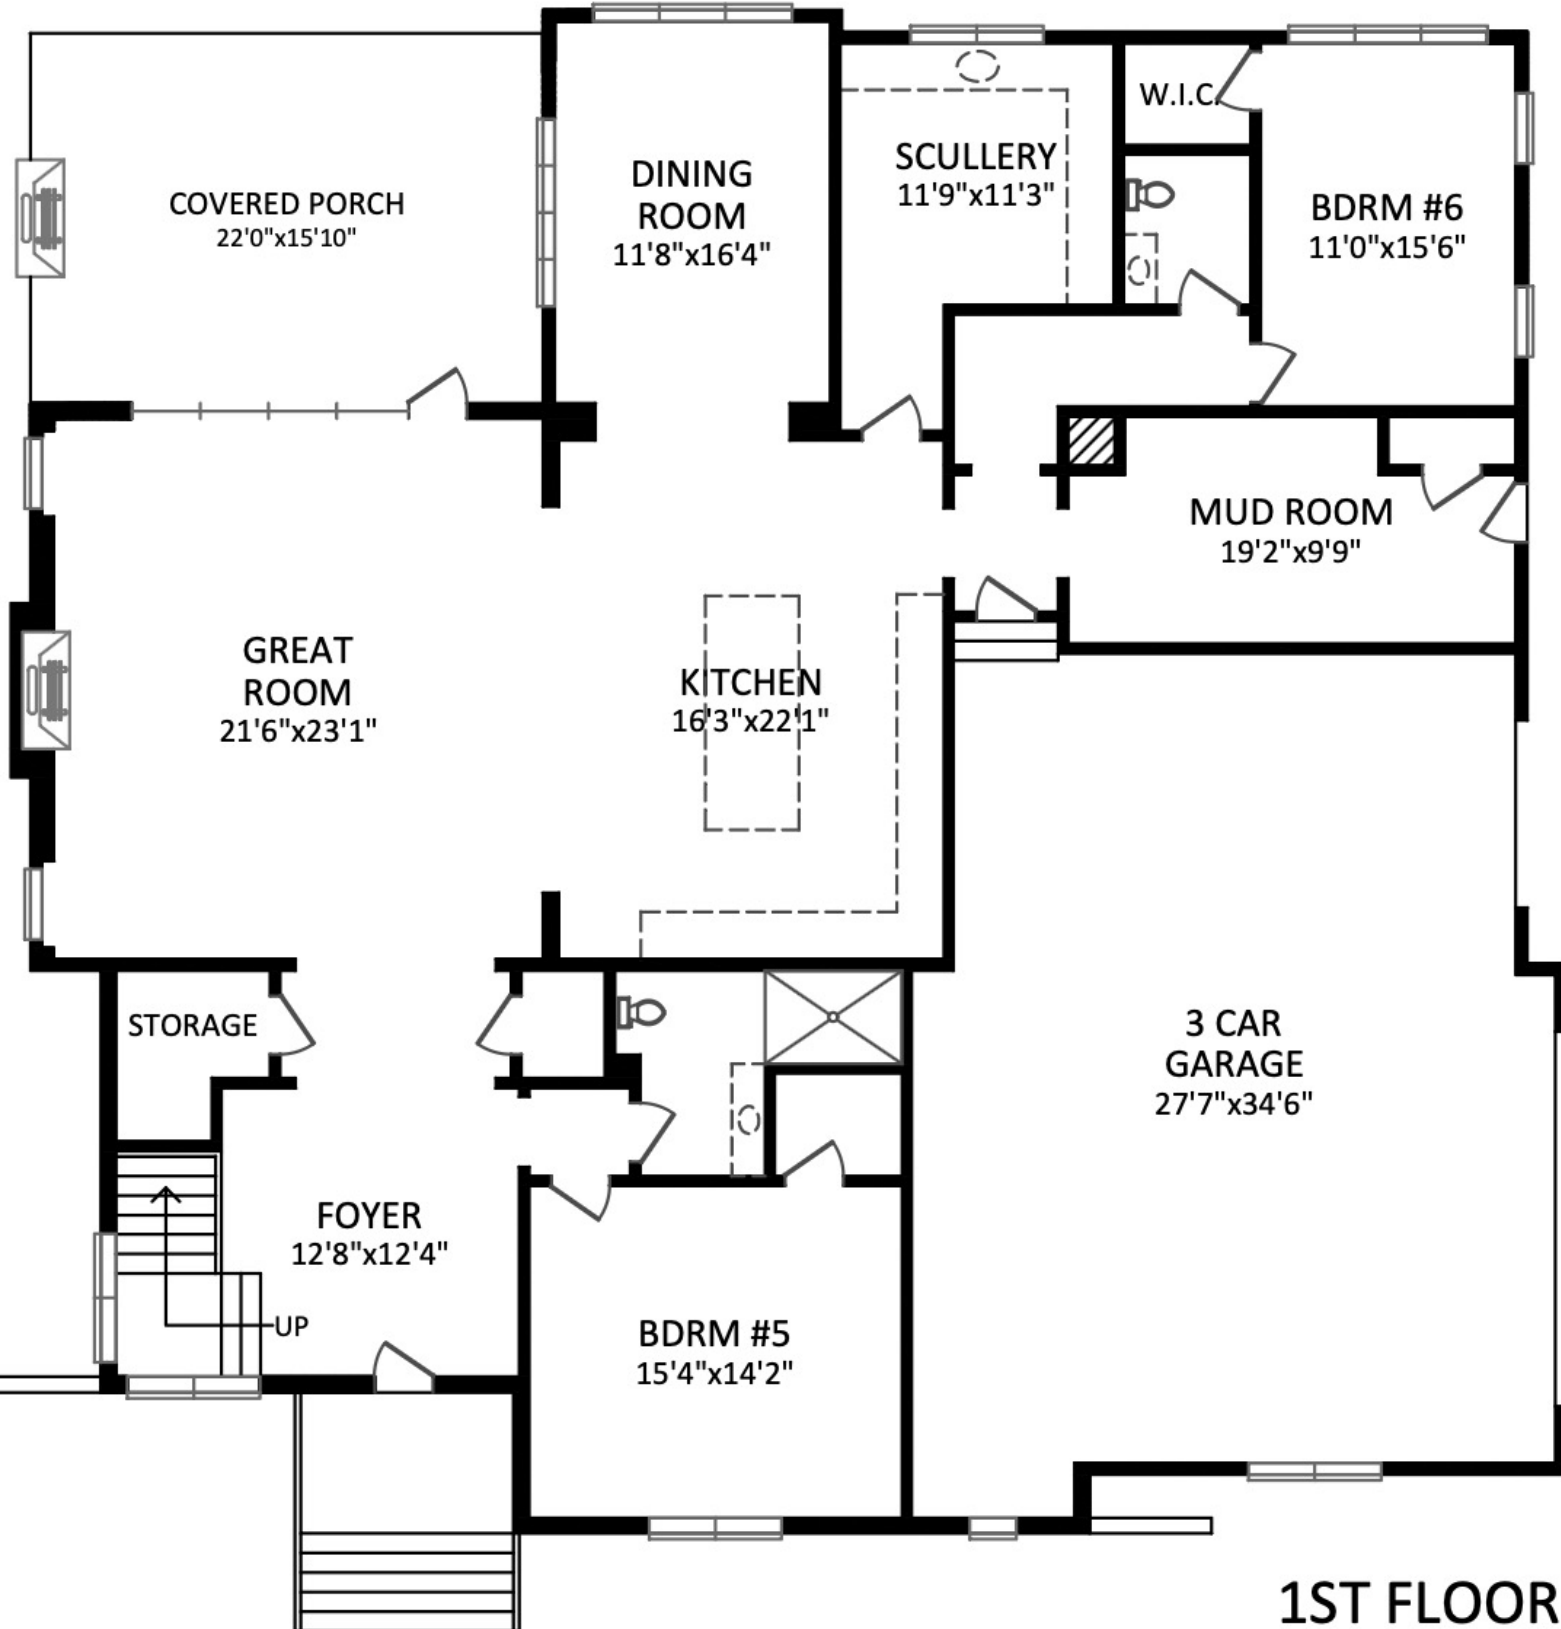 COVERED PORCH
22'0"x15'10"
DINING
ROOM
11'8"x16'4"
SCULLERY
11'9"x11'3"
W.I.C.
BDRM #6
11'0"x15'6"
MUD ROOM
19'2"x9'9"
GREAT
ROOM
21'6"x23'1"
KITCHEN
16'3"x22'1"
STORAGE
3 CAR
GARAGE
27'7"x34'6"
FOYER
12'8"x12'4"
UP
BDRM #5
15'4"x14'2"
1ST FLOOR